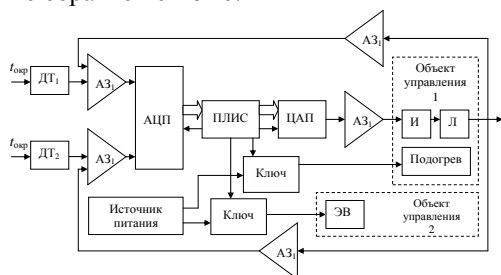 АЗ₁
tокр
ДТ₁
АЗ₁
Объект
управления
1
АЦП
ПЛИС
ЦАП
АЗ₁
И
Л
tокр
ДТ₂
АЗ₁
Подогрев
Ключ
Источник
питания
Ключ
ЭВ
Объект
управления
2
АЗ₁